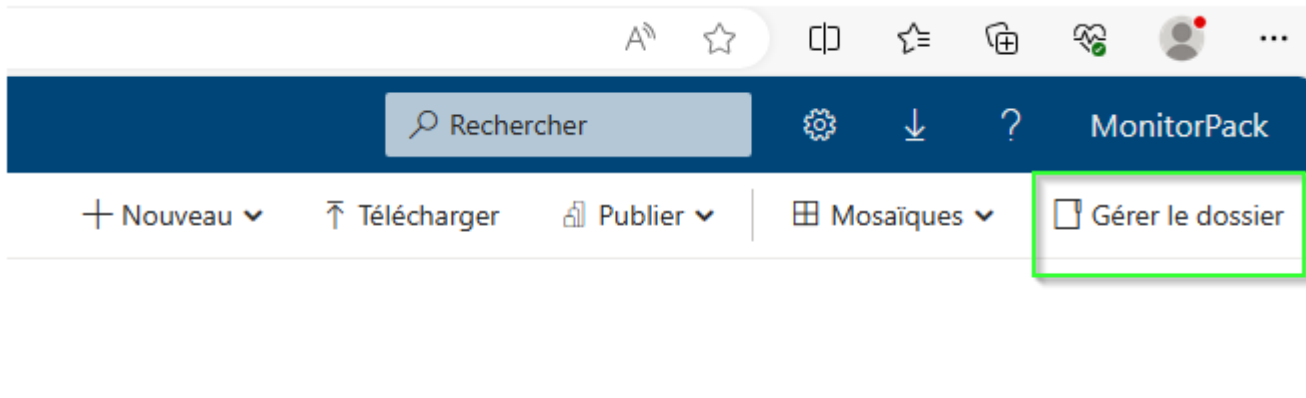 Rechercher ? MonitorPack
+ Nouveau Télécharger Publier Mosaïques Gérer le dossier